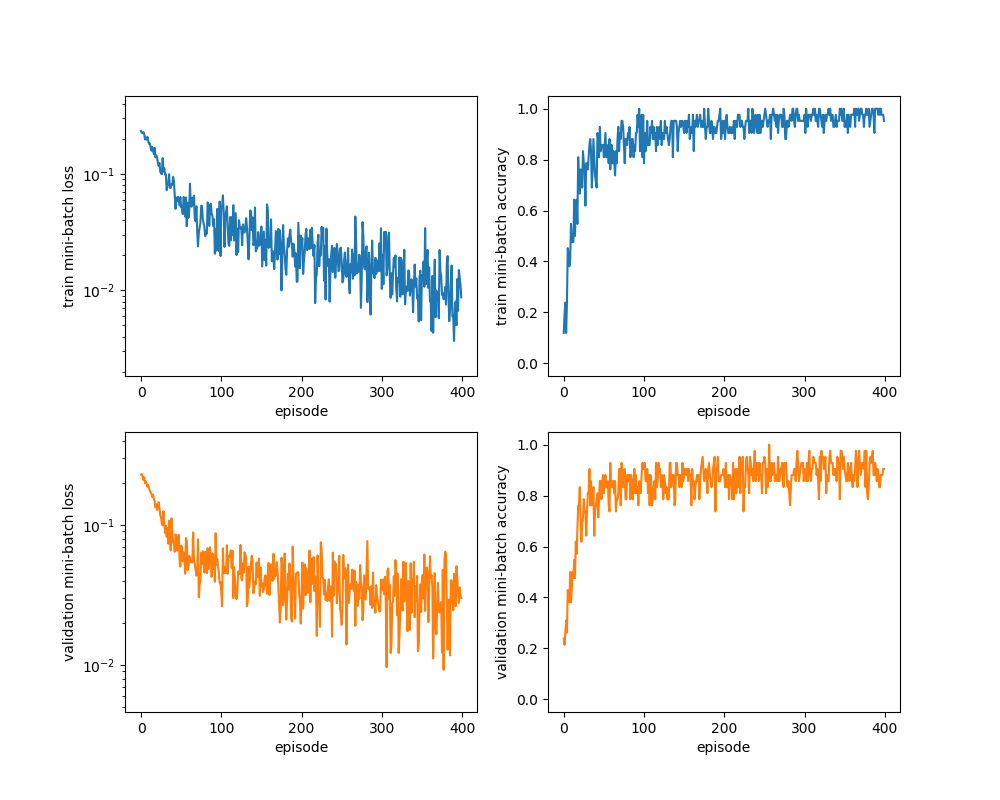 train mini-batch loss
10⁻¹
10⁻²
0 100 200 300 400
episode
train mini-batch accuracy
1.0
0.8
0.6
0.4
0.2
0.0
0 100 200 300 400
episode
validation mini-batch loss
10⁻¹
10⁻²
0 100 200 300 400
episode
validation mini-batch accuracy
1.0
0.8
0.6
0.4
0.2
0.0
0 100 200 300 400
episode